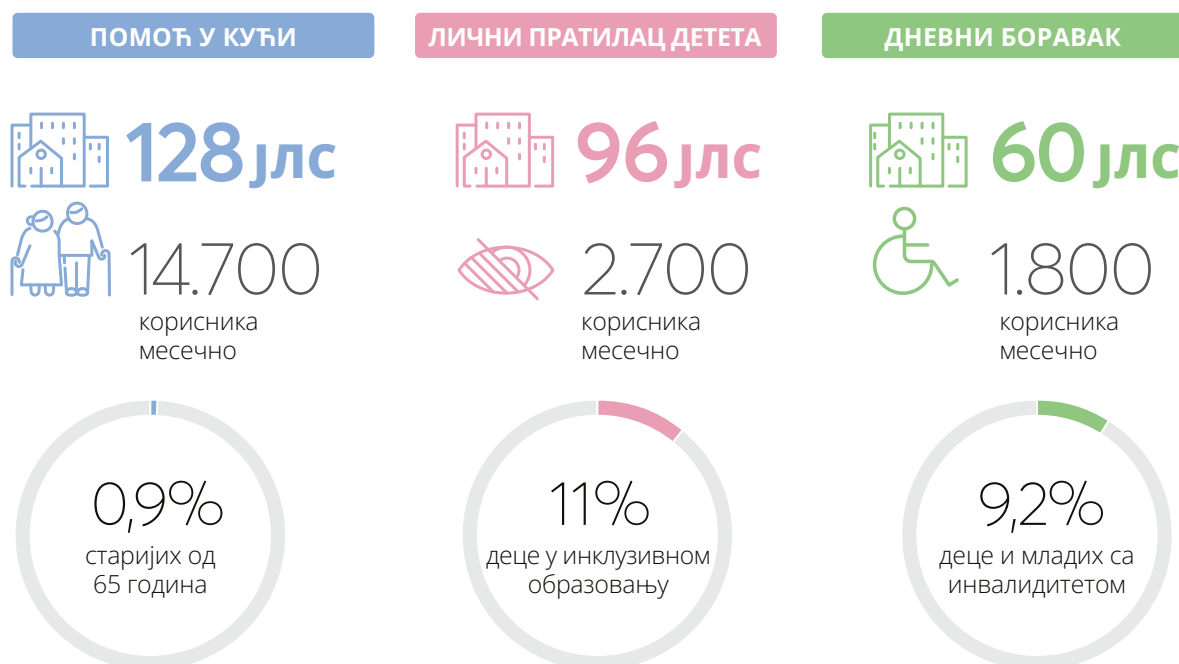 ПОМОЋ У КУЋИ
128 ЈЛС
14.700
корисника
месечно
0,9%
старијих од
65 година
ЛИЧНИ ПРАТИЛАЦ ДЕТЕТА
96 ЈЛС
2.700
корисника
месечно
11%
деце у инклузивном
образовању
ДНЕВНИ БОРАВАК
60 ЈЛС
1.800
корисника
месечно
9,2%
деце и младих са
инвалидитетом